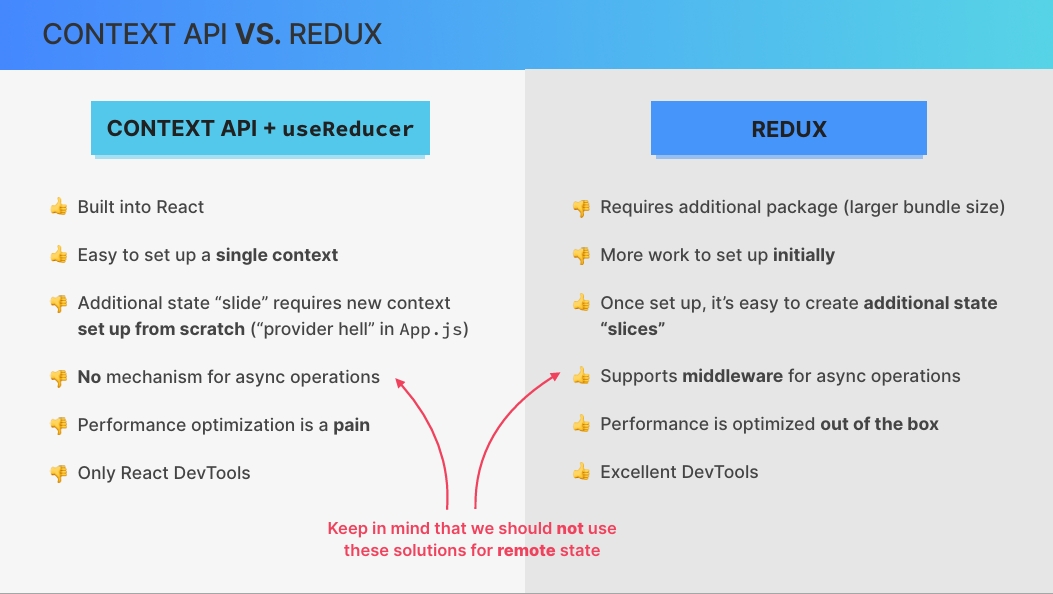 CONTEXT API VS. REDUX
CONTEXT API + useReducer
Built into React
Easy to set up a single context
Additional state “slide” requires new context
set up from scratch (“provider hell” in App.js)
No mechanism for async operations
Performance optimization is a pain
Only React DevTools
REDUX
Requires additional package (larger bundle size)
More work to set up initially
Once set up, it’s easy to create additional state
“slices”
Supports middleware for async operations
Performance is optimized out of the box
Excellent DevTools
Keep in mind that we should not use
these solutions for remote state